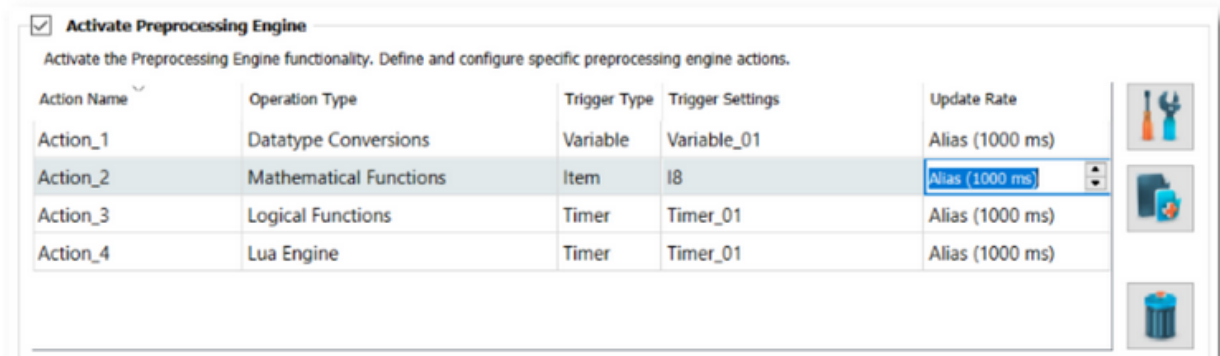 Activate Preprocessing Engine
Activate the Preprocessing Engine functionality. Define and configure specific preprocessing engine actions.
Action Name Operation Type Trigger Type Trigger Settings Update Rate
Action_1 Datatype Conversions Variable Variable_01 Alias (1000 ms)
Action_2 Mathematical Functions Item I8 Alias (1000 ms)
Action_3 Logical Functions Timer Timer_01 Alias (1000 ms)
Action_4 Lua Engine Timer Timer_01 Alias (1000 ms)